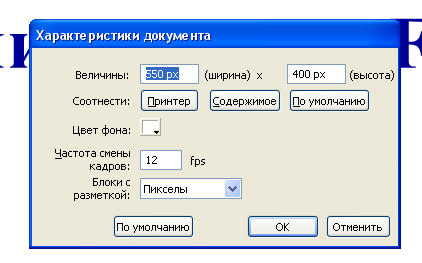 Характеристики документа
Величины: 550 px (ширина) x 400 px (высота)
Соотнести: Принтер Содержимое По умолчанию
Цвет фона:
Частота смены кадров: 12 fps
Блоки с разметкой: Пикселы
По умолчанию OK Отменить